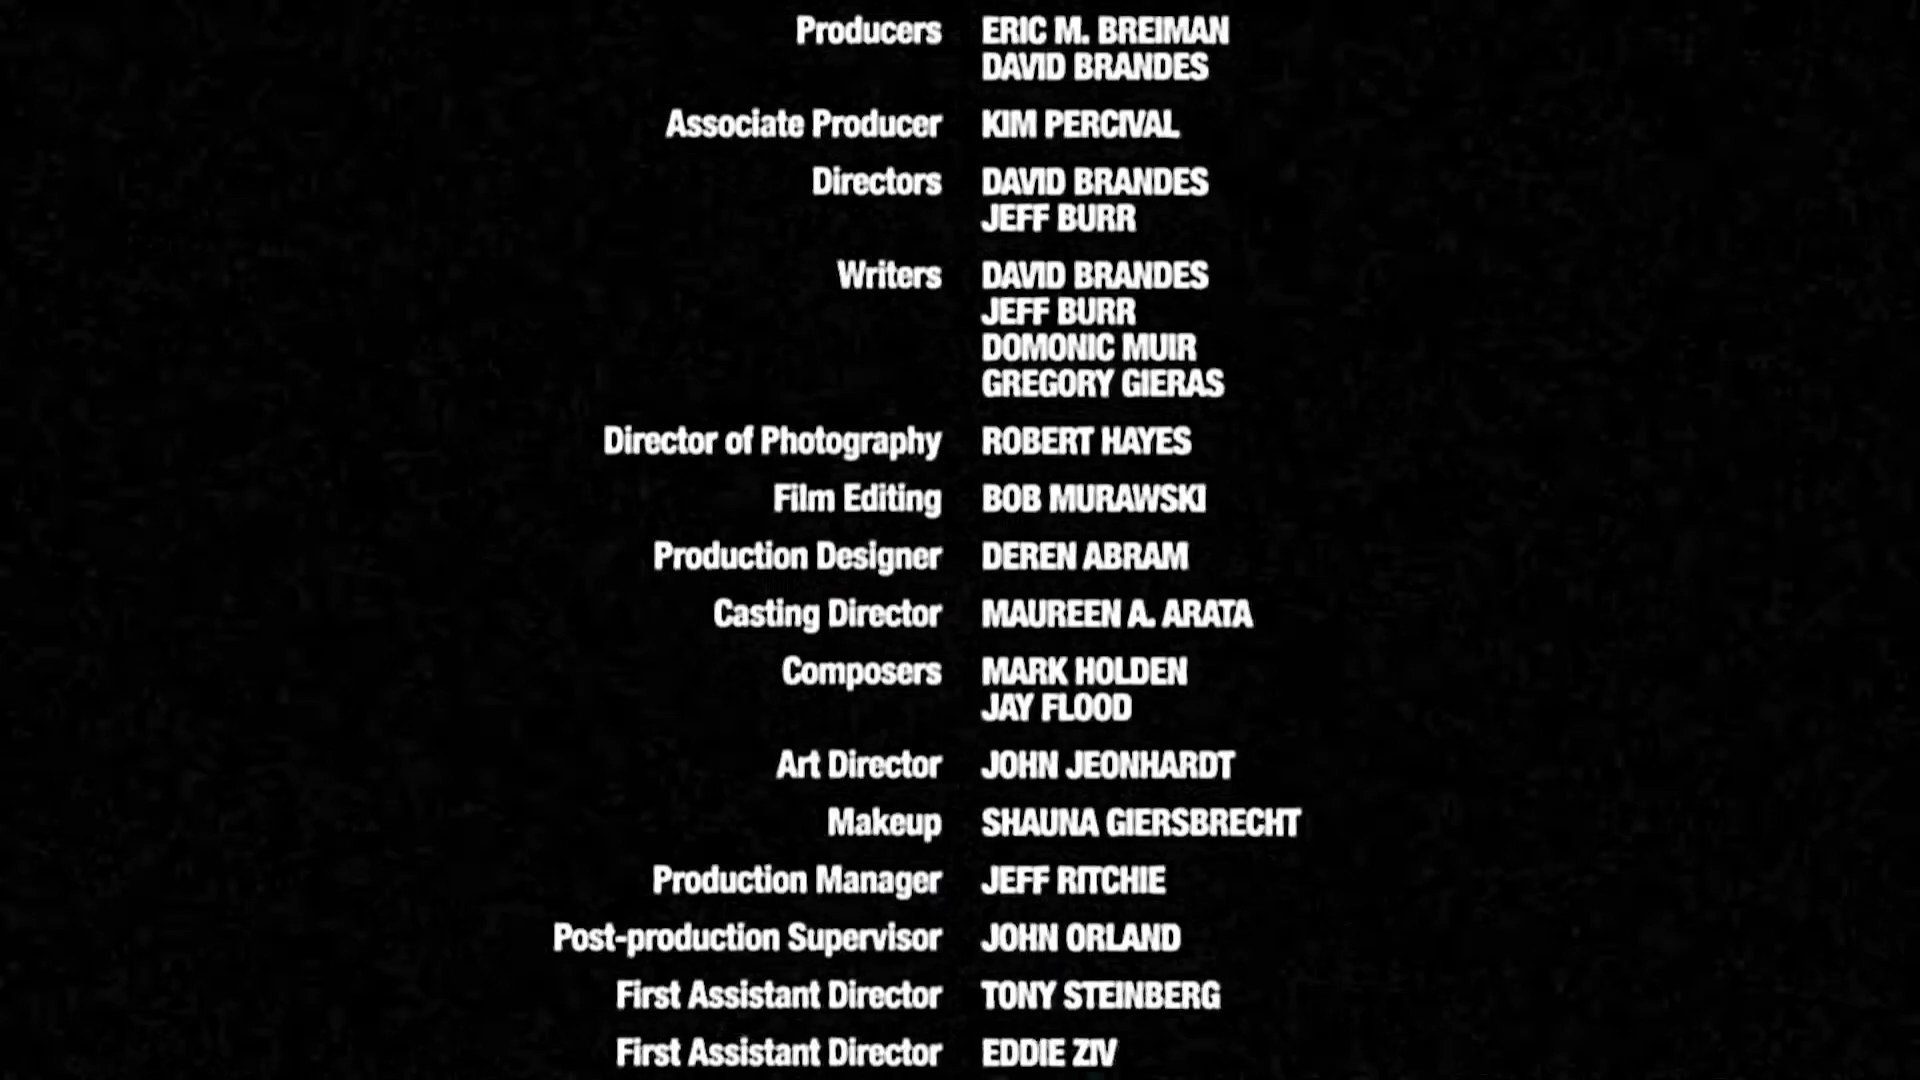 Producers ERIC M. BREIMAN
DAVID BRANDES
Associate Producer KIM PERCIVAL
Directors DAVID BRANDES
JEFF BURR
Writers DAVID BRANDES
JEFF BURR
DOMONIC MUIR
GREGORY GIERAS
Director of Photography ROBERT HAYES
Film Editing BOB MURAWSKI
Production Designer DEREN ABRAM
Casting Director MAUREEN A. ARATA
Composers MARK HOLDEN
JAY FLOOD
Art Director JOHN JEONHARDT
Makeup SHAUNA GIERSBRECHT
Production Manager JEFF RITCHIE
Post-production Supervisor JOHN ORLAND
First Assistant Director TONY STEINBERG
First Assistant Director EDDIE ZIV